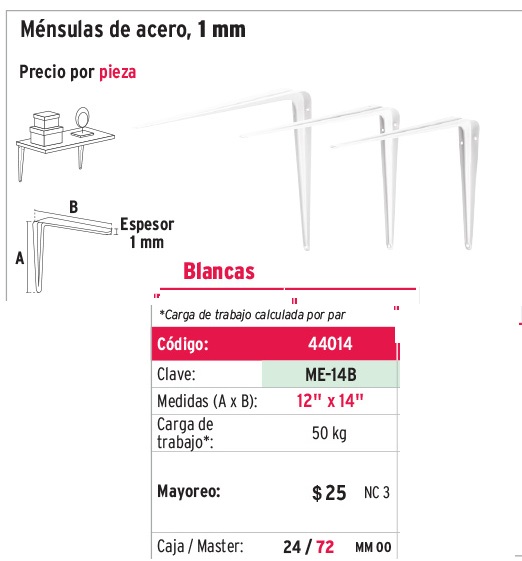 Ménsulas de acero, 1 mm
Precio por pieza
B
Espesor
1 mm
A
Blancas
*Carga de trabajo calculada por par
Código: 44014
Clave: ME-14B
Medidas (A x B): 12" x 14"
Carga de
trabajo*: 50 kg
Mayoreo: $ 25 NC 3
Caja / Master: 24 / 72 MM 00